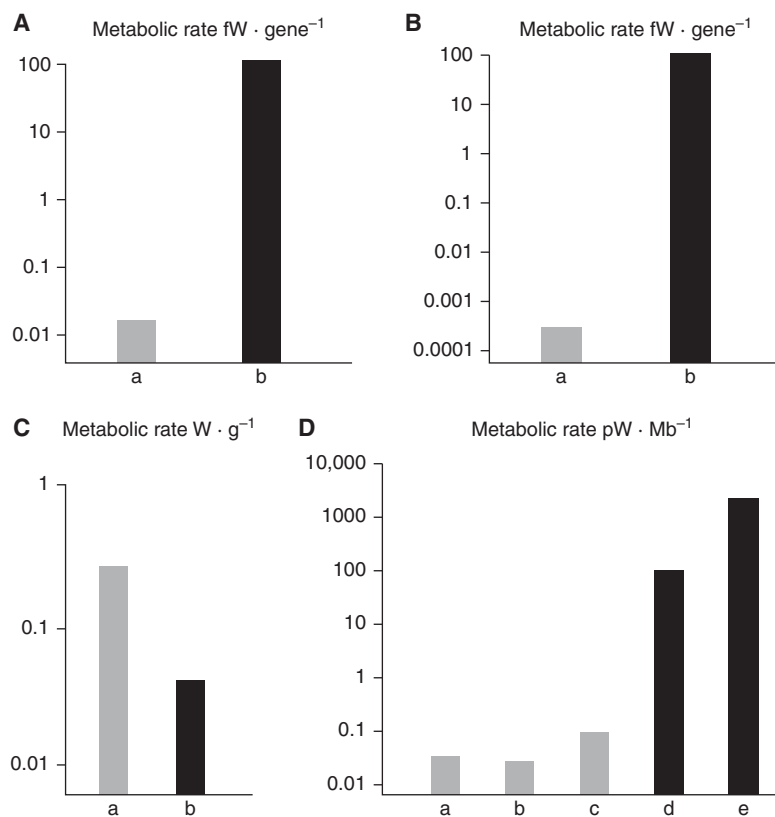 A Metabolic rate fW · gene⁻¹
100
10
1
0.1
0.01
a b
B Metabolic rate fW · gene⁻¹
100
10
1
0.1
0.01
0.001
0.0001
a b
C Metabolic rate W · g⁻¹
1
0.1
0.01
a b
D Metabolic rate pW · Mb⁻¹
10,000
1000
100
10
1
0.1
0.01
a b c d e